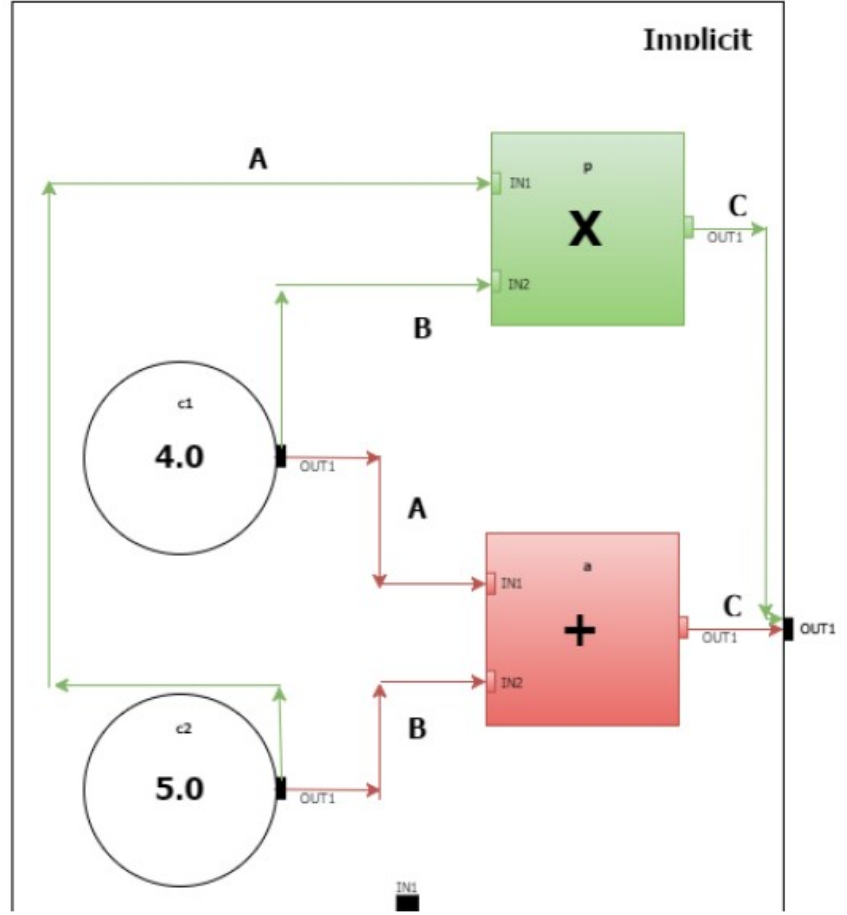 Implicit
A
P
IN1
X
C
OUT1
IN2
B
c1
4.0
OUT1
A
a
IN1
+
C
OUT1
OUT1
IN2
B
c2
5.0
OUT1
IN1